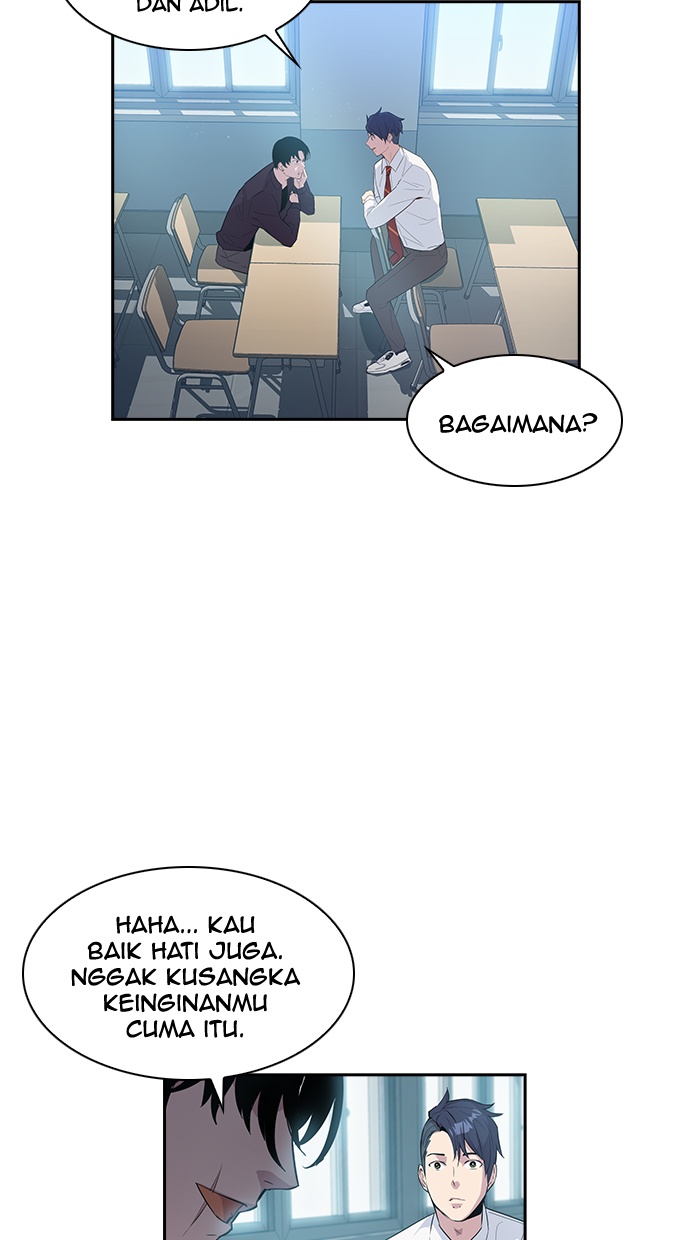 DAN ADIL.
BAGAIMANA?
HAHA... KAU
BAIK HATI JUGA.
NGGAK KUSANGKA
KEINGINANMU
CUMA ITU.